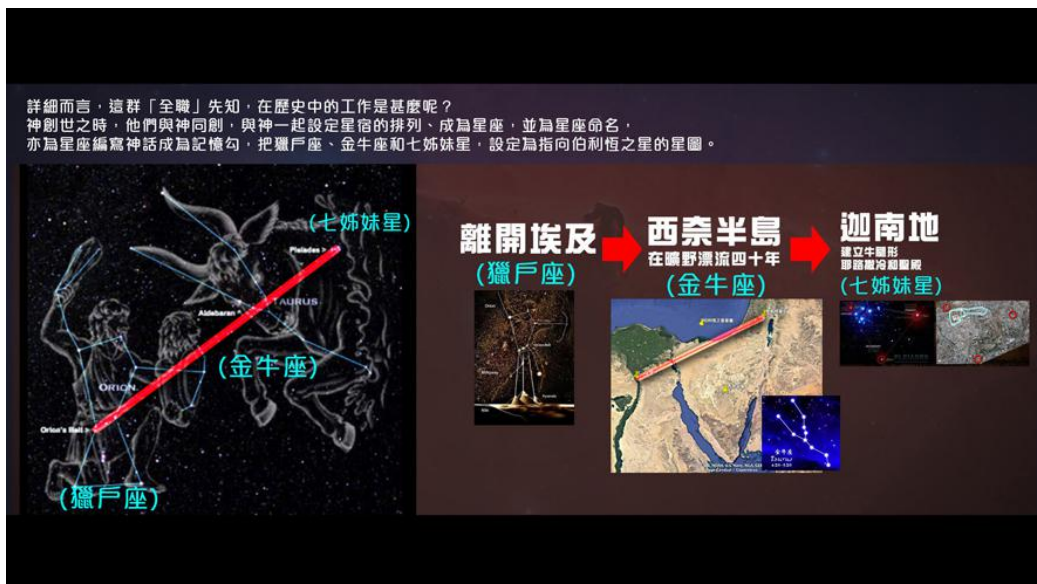 詳細而言，這群「全職」先知，在歷史中的工作是甚麼呢？
神創世之時，他們與神同創，與神一起設定星宿的排列、成為星座，並為星座命名，
亦為星座編寫神話成為記憶勾，把獵戶座、金牛座和七姊妹星，設定為指向伯利恆之星的星圖。
(七姊妹星)
Pleiades >
TAURUS
Aldebaran >
(金牛座)
ORION
Orion's Belt >
(獵戶座)
離開埃及
(獵戶座)
西奈半島
在曠野漂流四十年
(金牛座)
迦南地
建立牛腿形
耶路撒冷和聖殿
(七姊妹星)
金牛座
Taurus
PLEIADES